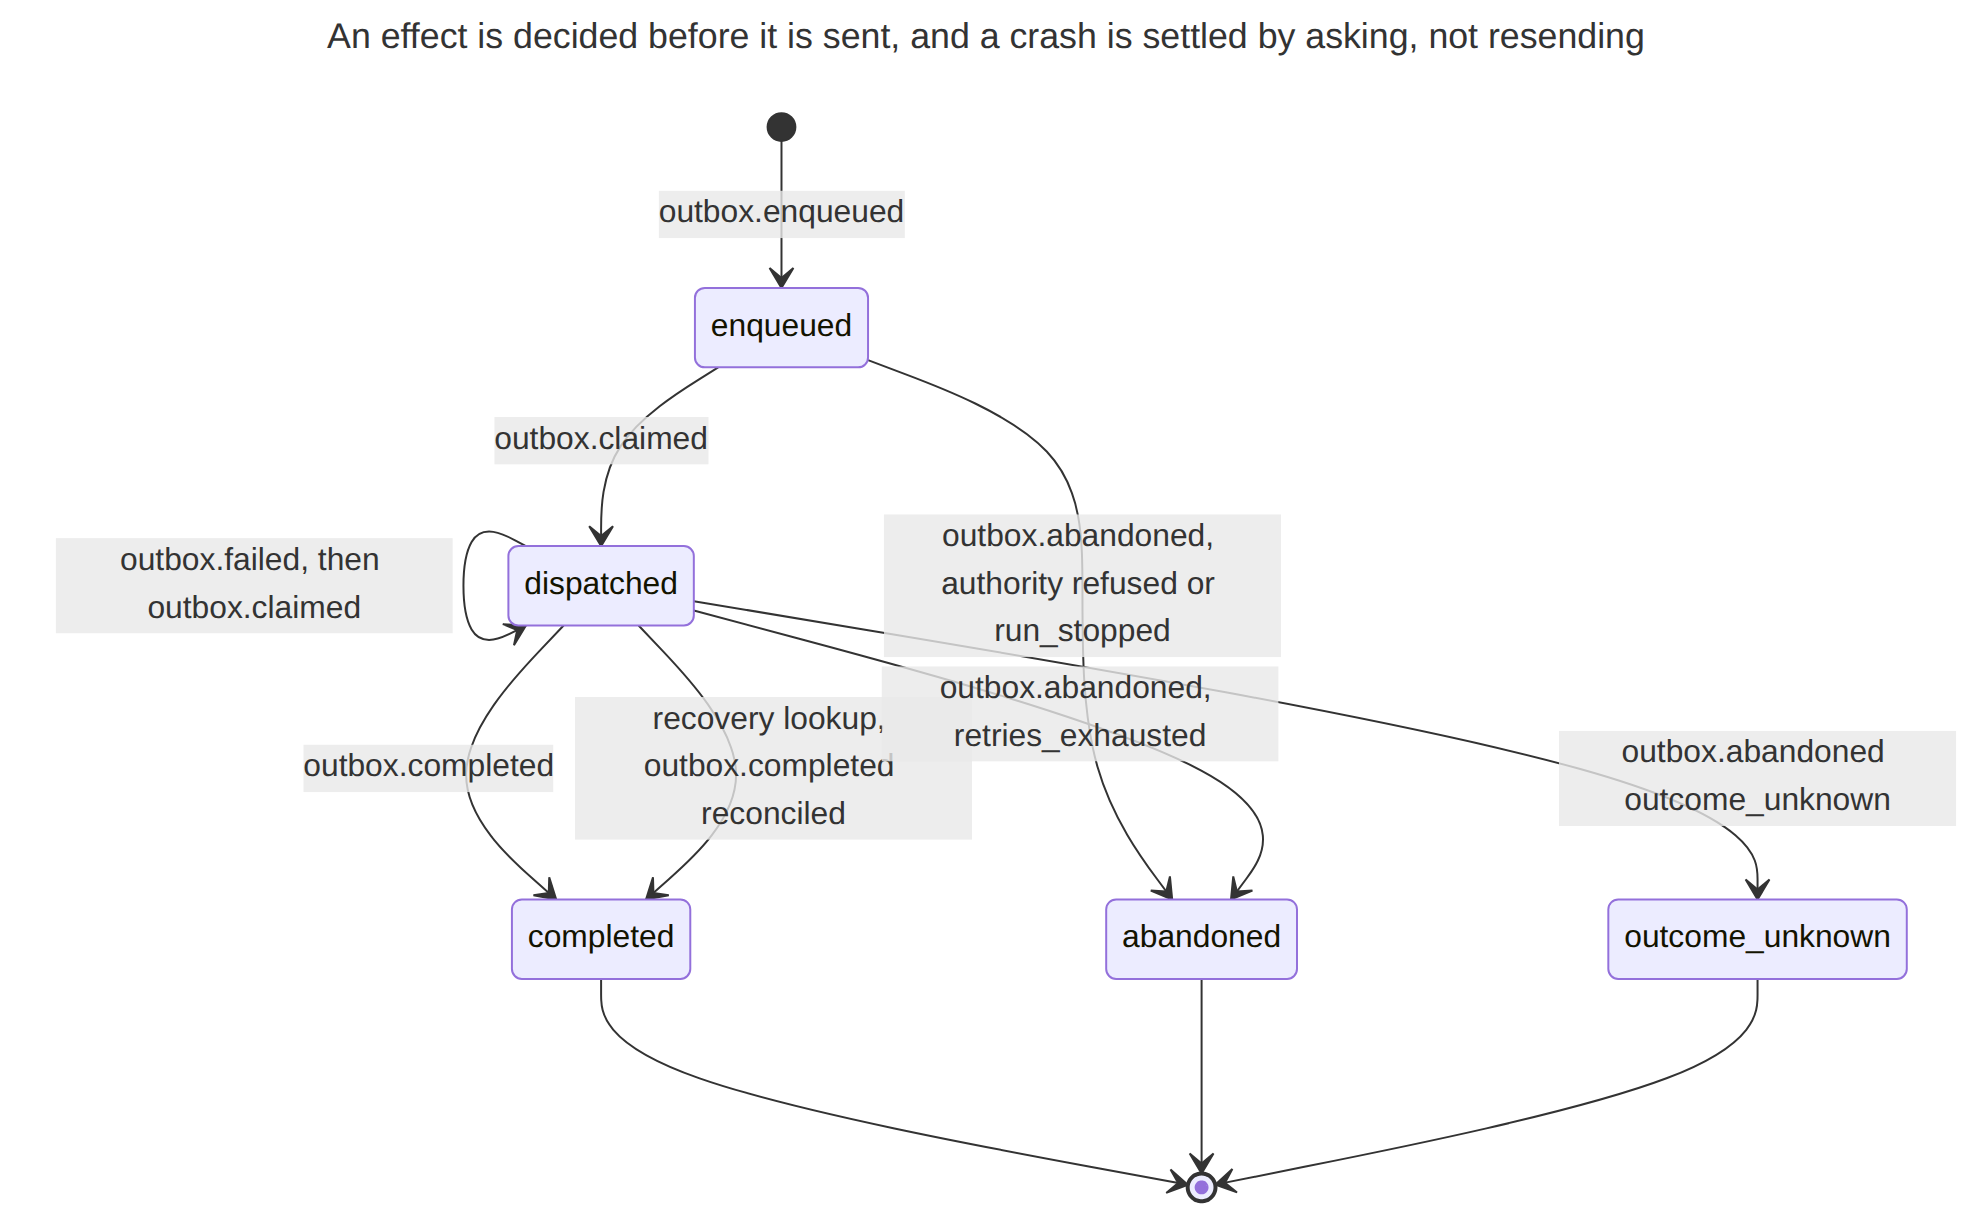 An effect is decided before it is sent, and a crash is settled by asking, not resending
outbox.enqueued
enqueued
outbox.claimed
outbox.failed, then
outbox.claimed
dispatched
outbox.abandoned,
authority refused or
run_stopped
outbox.abandoned,
retries_exhausted
outbox.completed
recovery lookup,
outbox.completed
reconciled
outbox.abandoned
outcome_unknown
completed
abandoned
outcome_unknown